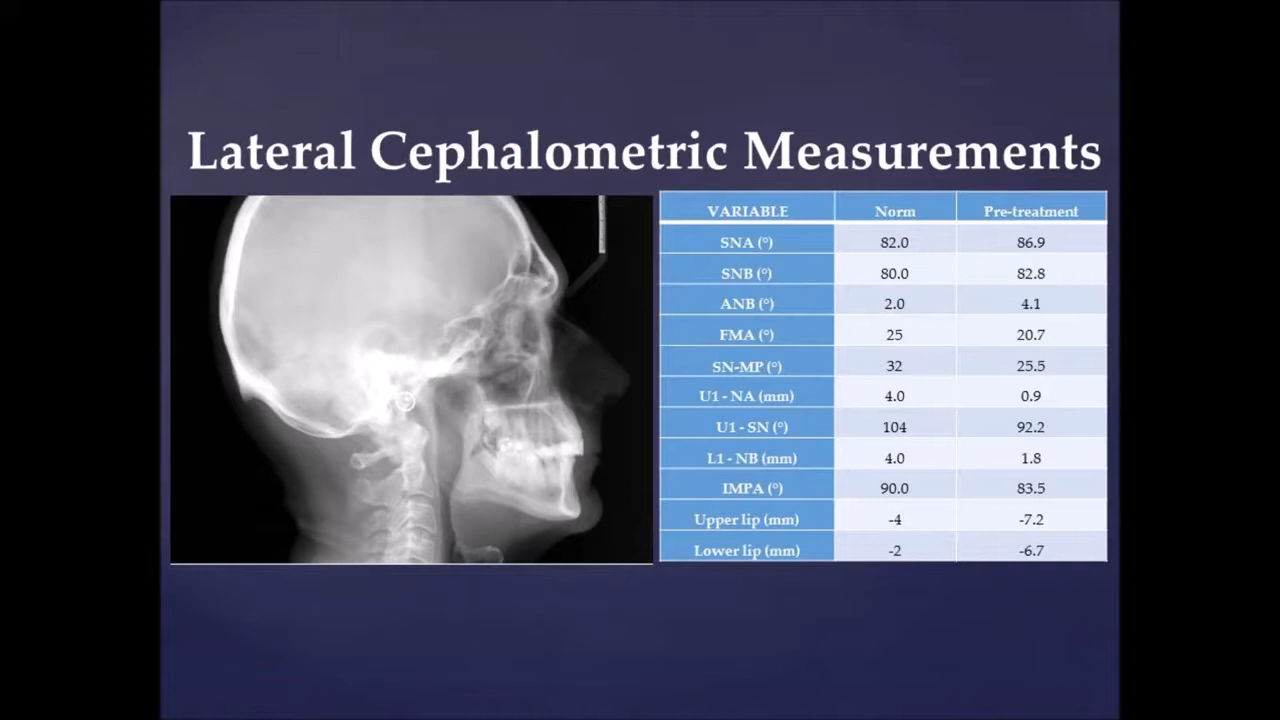 Lateral Cephalometric Measurements
VARIABLE Norm Pre-treatment
SNA (°) 82.0 86.9
SNB (°) 80.0 82.8
ANB (°) 2.0 4.1
FMA (°) 25 20.7
SN-MP (°) 32 25.5
U1 - NA (mm) 4.0 0.9
U1 - SN (°) 104 92.2
L1 - NB (mm) 4.0 1.8
IMPA (°) 90.0 83.5
Upper lip (mm) -4 -7.2
Lower lip (mm) -2 -6.7